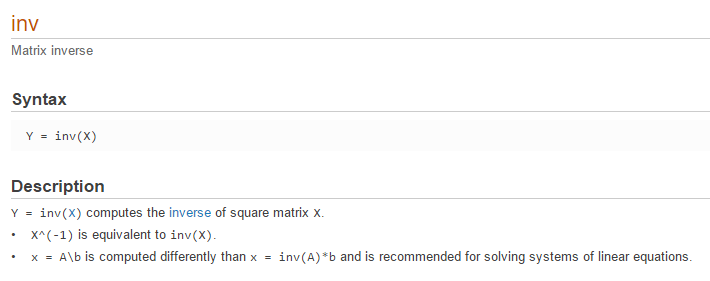 inv
Matrix inverse
Syntax
Y = inv(X)
Description
Y = inv(X) computes the inverse of square matrix X.
• X^(-1) is equivalent to inv(X).
• x = A\b is computed differently than x = inv(A)*b and is recommended for solving systems of linear equations.